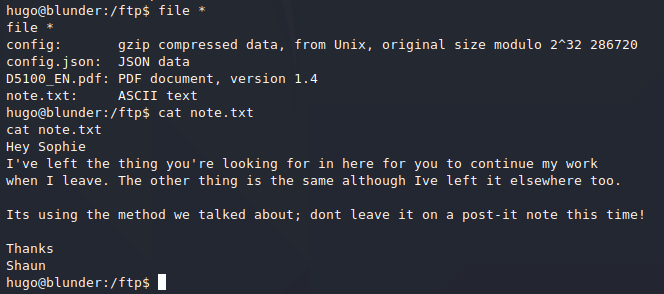 hugo@blunder:/ftp$ file *
file *
config:       gzip compressed data, from Unix, original size modulo 2^32 286720
config.json:  JSON data
D5100_EN.pdf: PDF document, version 1.4
note.txt:     ASCII text
hugo@blunder:/ftp$ cat note.txt
cat note.txt
Hey Sophie
I've left the thing you're looking for in here for you to continue my work
when I leave. The other thing is the same although Ive left it elsewhere too.

Its using the method we talked about; dont leave it on a post-it note this time!

Thanks
Shaun
hugo@blunder:/ftp$